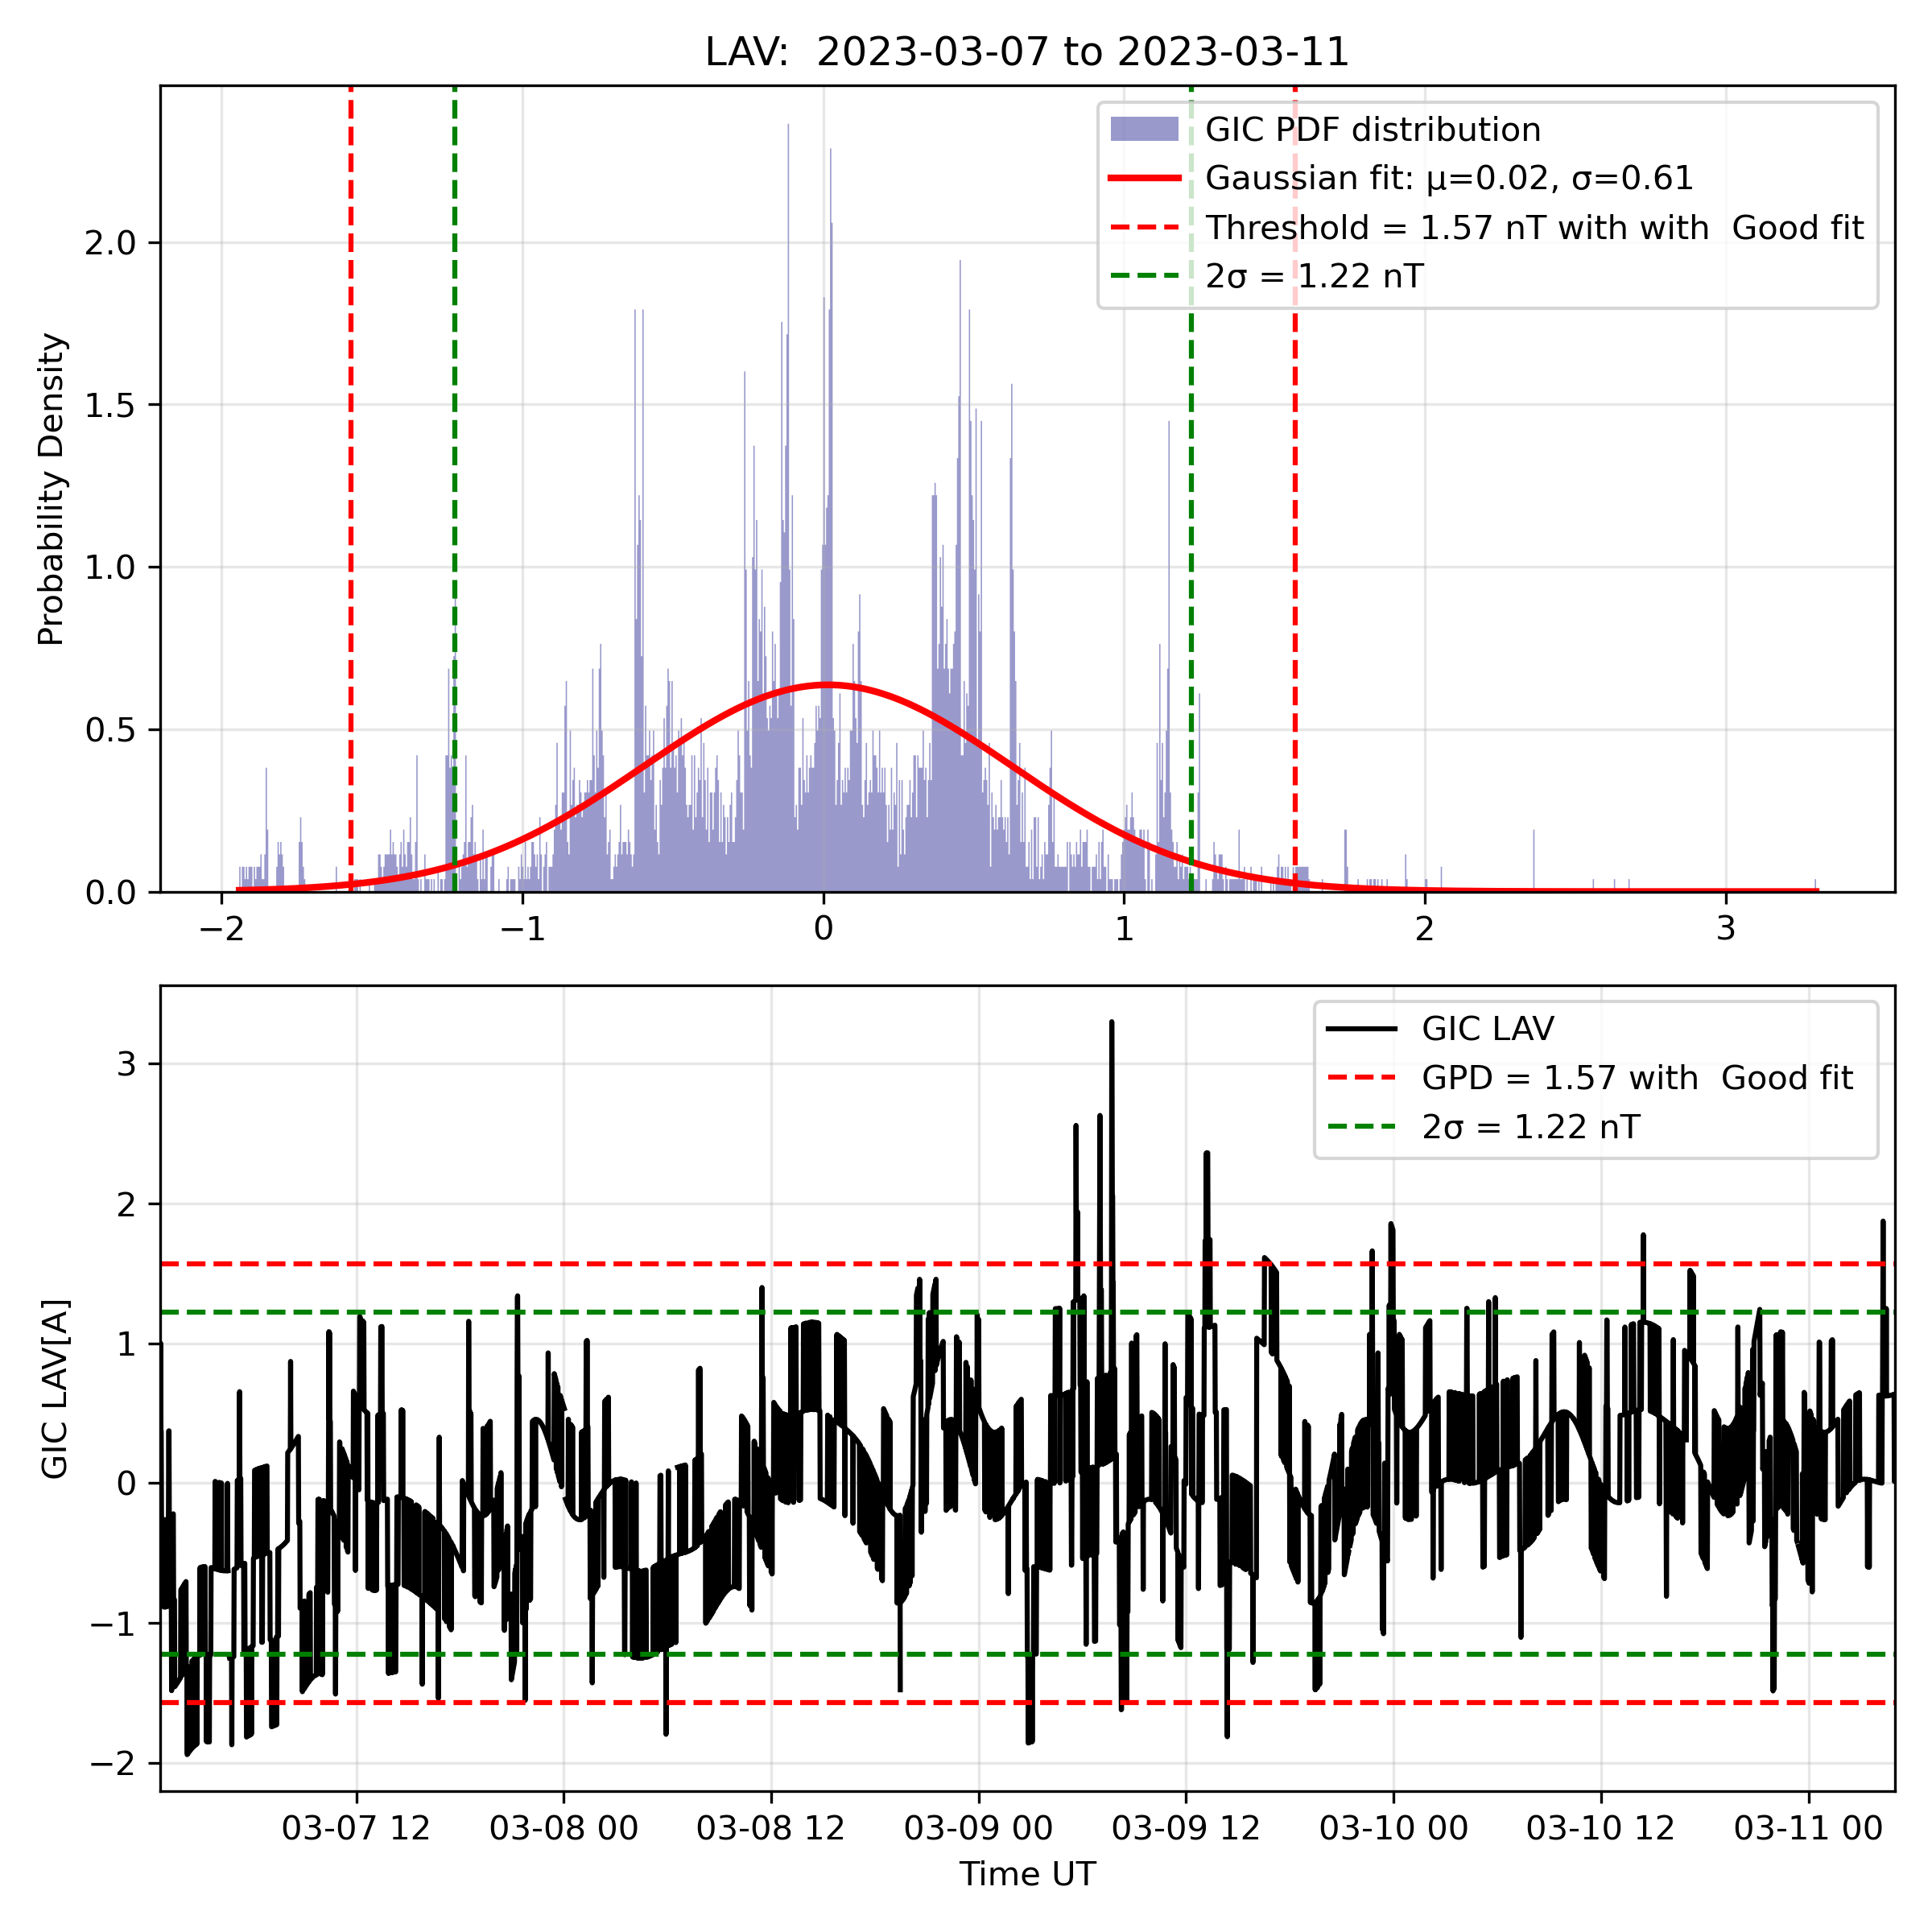 LAV:  2023-03-07 to 2023-03-11
GIC PDF distribution
Gaussian fit: μ=0.02, σ=0.61
Threshold = 1.57 nT with with  Good fit
2σ = 1.22 nT
Probability Density
2.0
1.5
1.0
0.5
0.0
−2
−1
0
1
2
3
GIC LAV
GPD = 1.57 with  Good fit
2σ = 1.22 nT
GIC LAV[A]
3
2
1
0
−1
−2
03-07 12
03-08 00
03-08 12
03-09 00
03-09 12
03-10 00
03-10 12
03-11 00
Time UT